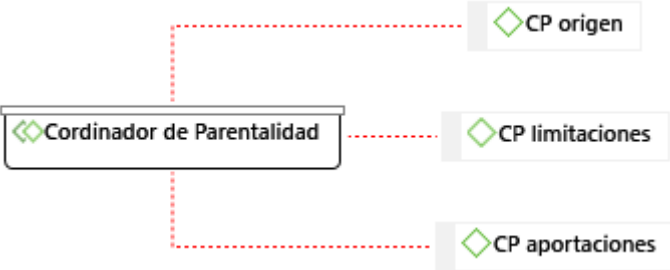 CP origen
Cordinador de Parentalidad
CP limitaciones
CP aportaciones